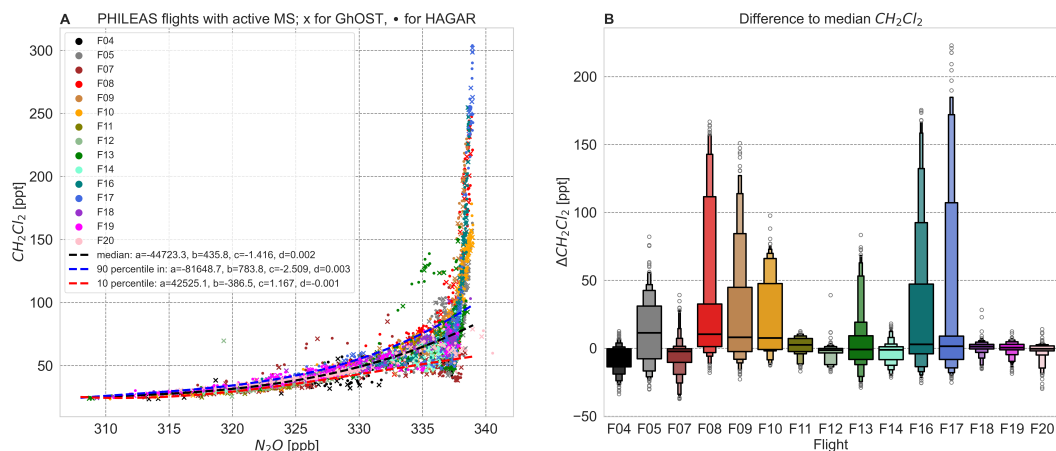 A
PHILEAS flights with active MS; x for GhOST, • for HAGAR
F04
F05
F07
F08
F09
F10
F11
F12
F13
F14
F16
F17
F18
F19
F20
median: a=-44723.3, b=435.8, c=-1.416, d=0.002
90 percentile in: a=-81648.7, b=783.8, c=-2.509, d=0.003
10 percentile: a=42525.1, b=-386.5, c=1.167, d=-0.001
CH2Cl2 [ppt]
300
250
200
150
100
50
310 315 320 325 330 335 340
N2O [ppb]
B
Difference to median CH2Cl2
ΔCH2Cl2 [ppt]
200
150
100
50
0
−50
F04 F05 F07 F08 F09 F10 F11 F12 F13 F14 F16 F17 F18 F19 F20
Flight